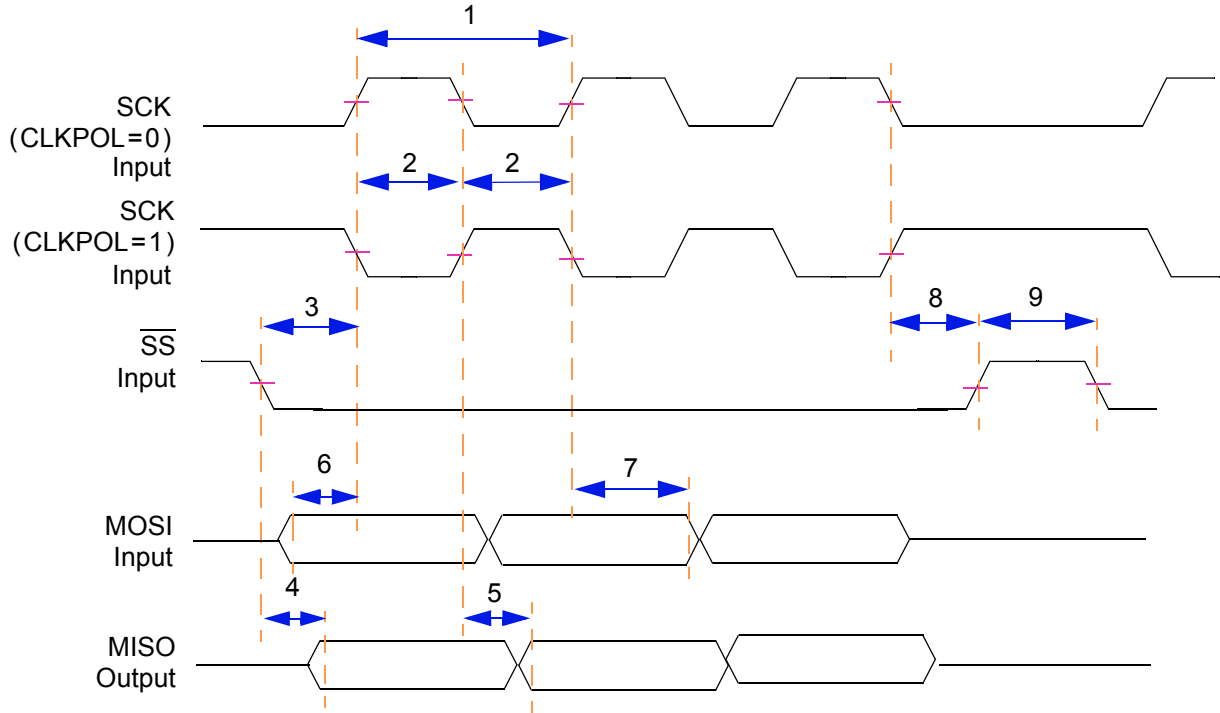 1
SCK
(CLKPOL=0)
Input
2 2
SCK
(CLKPOL=1)
Input
3 8 9
S̅S̅
Input
6 7
MOSI
Input
4 5
MISO
Output